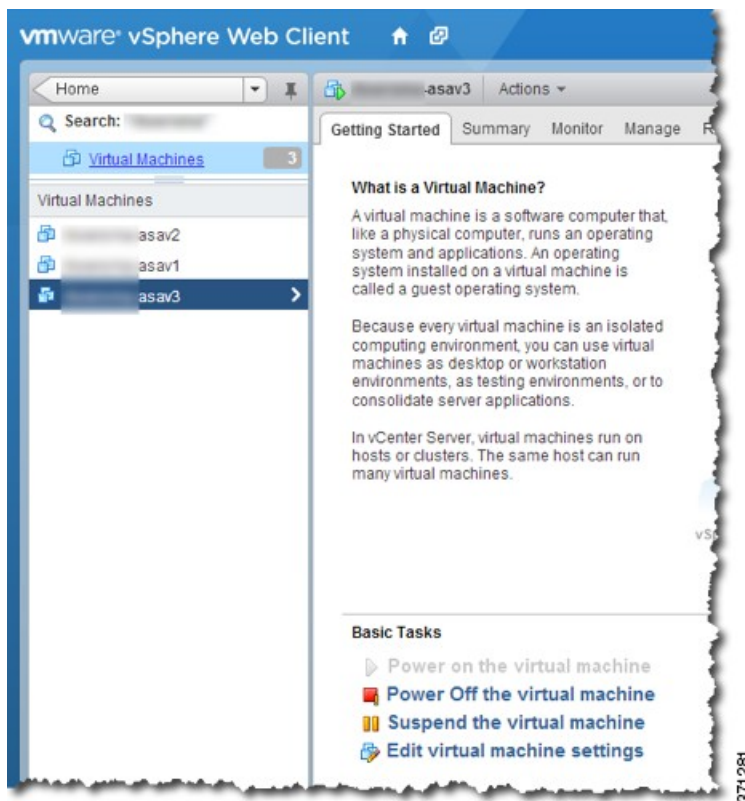 vmware® vSphere Web Client
Home
Search:
Virtual Machines 3
Virtual Machines
asav2
asav1
asav3
-asav3 Actions
Getting Started Summary Monitor Manage R
What is a Virtual Machine?
A virtual machine is a software computer that,
like a physical computer, runs an operating
system and applications. An operating
system installed on a virtual machine is
called a guest operating system.
Because every virtual machine is an isolated
computing environment, you can use virtual
machines as desktop or workstation
environments, as testing environments, or to
consolidate server applications.
In vCenter Server, virtual machines run on
hosts or clusters. The same host can run
many virtual machines.
Basic Tasks
Power on the virtual machine
Power Off the virtual machine
Suspend the virtual machine
Edit virtual machine settings
371281